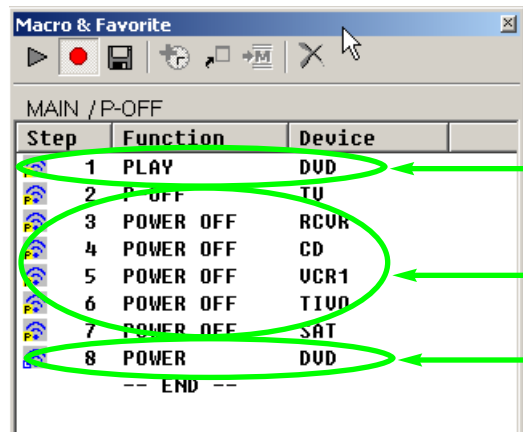 Macro & Favorite
MAIN / P-OFF
Step Function Device
1 PLAY DVD
2 P-OFF TV
3 POWER OFF RCVR
4 POWER OFF CD
5 POWER OFF VCR1
6 POWER OFF TIVO
7 POWER OFF SAT
8 POWER DVD
-- END --